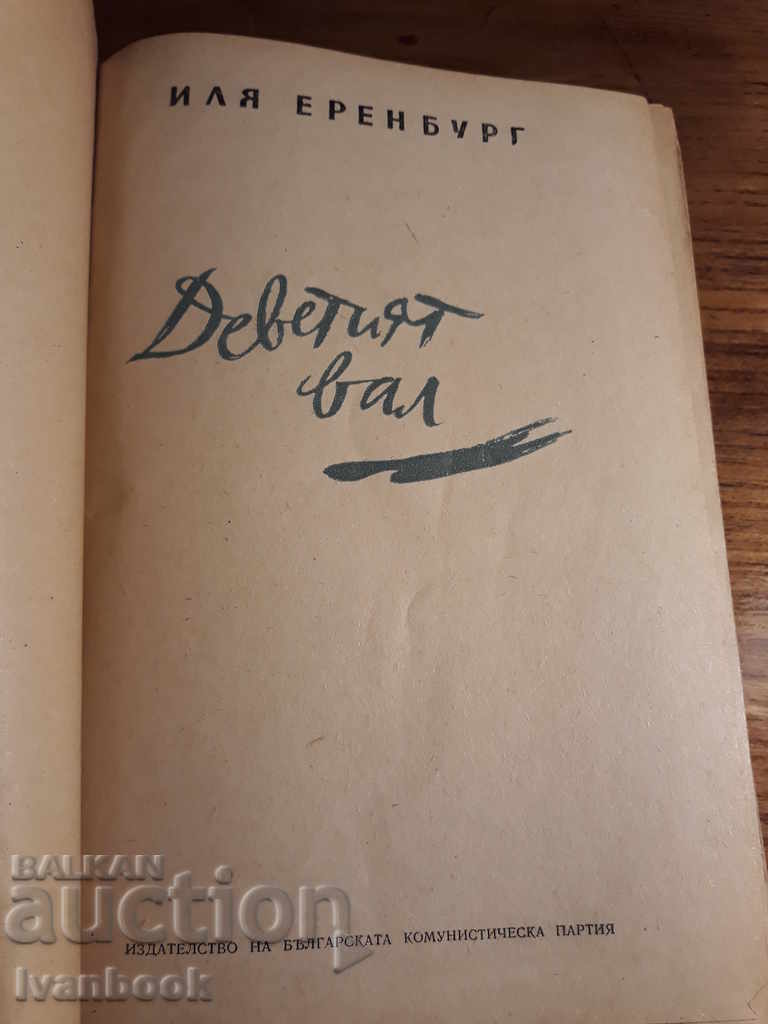 ИЛЯ ЕРЕНБУРГ
Деветият
вал
BALKAN
auction
ИЗДАТЕЛСТВО НА БЪЛГАРСКАТА КОМУНИСТИЧЕСКА ПАРТИЯ
Ivanbook